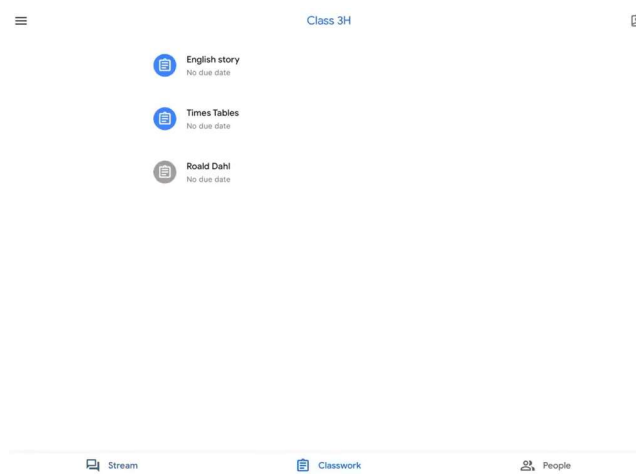 Class 3H
English story
No due date
Times Tables
No due date
Roald Dahl
No due date
Stream
Classwork
People